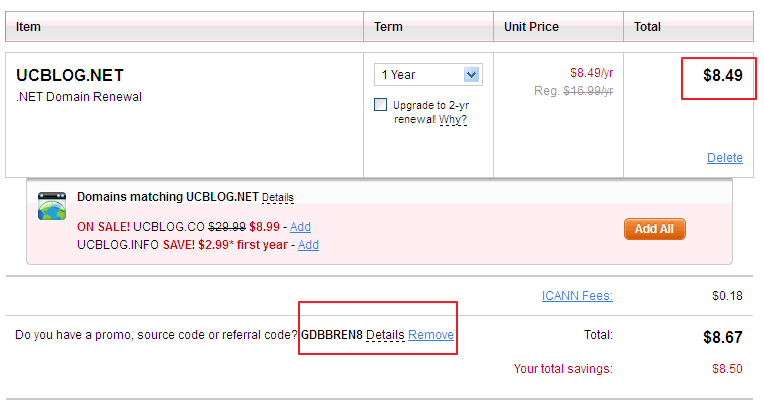 Item Term Unit Price Total
UCBLOG.NET 1 Year $8.49/yr $8.49
.NET Domain Renewal Reg. $16.99/yr
Upgrade to 2-yr
renewal! Why?
Delete
Domains matching UCBLOG.NET Details
ON SALE! UCBLOG.CO $29.99 $8.99 - Add
UCBLOG.INFO SAVE! $2.99* first year - Add
Add All
ICANN Fees: $0.18
Do you have a promo, source code or referral code? GDBBREN8 Details Remove Total: $8.67
Your total savings: $8.50